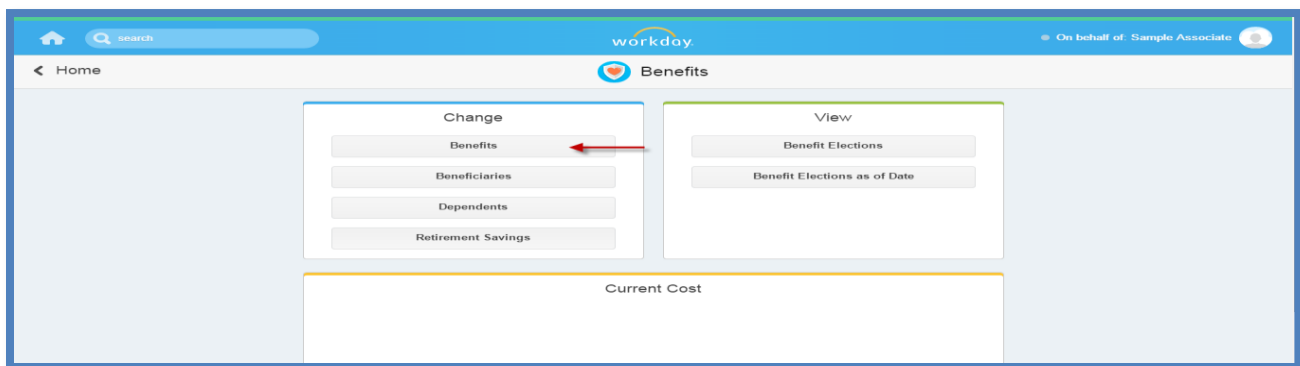 search
workday.
On behalf of: Sample Associate
Home
Benefits
Change
Benefits
Beneficiaries
Dependents
Retirement Savings
View
Benefit Elections
Benefit Elections as of Date
Current Cost